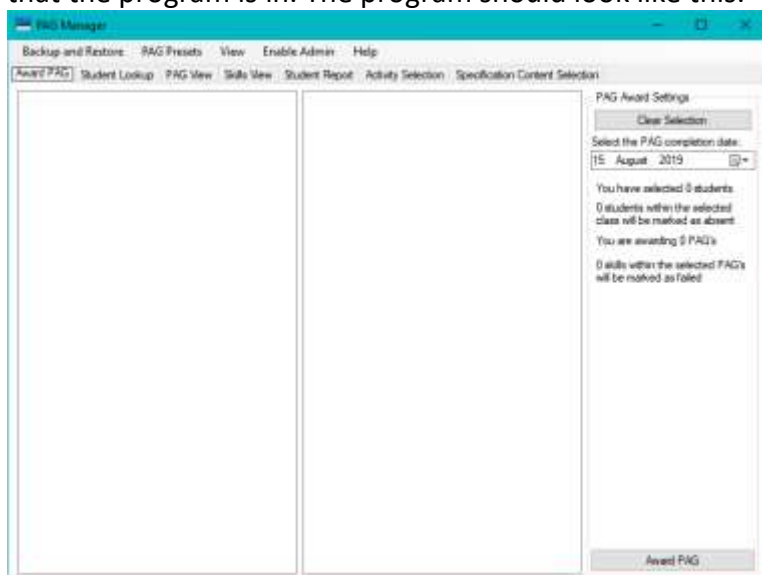 that the program is in. The program should look like this.
PAG Manager
Backup and Restore PAG Presets View Enable Admin Help
Award PAG Student Lookup PAG View Skills View Student Report Activity Selection Specification Content Selection
PAG Award Settings
Clear Selection
Select the PAG completion date:
15 August 2019
You have selected 0 students
0 students within the selected
class will be marked as absent
You are awarding 0 PAG's
0 skills within the selected PAG's
will be marked as failed
Award PAG